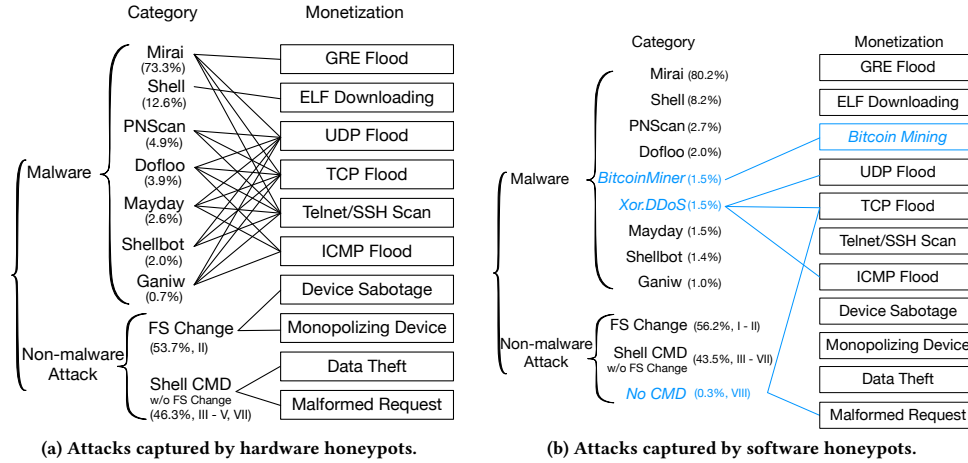 Category
Monetization
Malware
Mirai
(73.3%)
Shell
(12.6%)
PNScan
(4.9%)
Dofloo
(3.9%)
Mayday
(2.6%)
Shellbot
(2.0%)
Ganiw
(0.7%)
Non-malware
Attack
FS Change
(53.7%, II)
Shell CMD
w/o FS Change
(46.3%, III - V, VII)
GRE Flood
ELF Downloading
UDP Flood
TCP Flood
Telnet/SSH Scan
ICMP Flood
Device Sabotage
Monopolizing Device
Data Theft
Malformed Request
(a) Attacks captured by hardware honeypots.
Category
Monetization
Malware
Mirai (80.2%)
Shell (8.2%)
PNScan (2.7%)
Dofloo (2.0%)
BitcoinMiner (1.5%)
Xor.DDoS (1.5%)
Mayday (1.5%)
Shellbot (1.4%)
Ganiw (1.0%)
Non-malware
Attack
FS Change (56.2%, I - II)
Shell CMD (43.5%, III - VII)
w/o FS Change
No CMD (0.3%, VIII)
GRE Flood
ELF Downloading
Bitcoin Mining
UDP Flood
TCP Flood
Telnet/SSH Scan
ICMP Flood
Device Sabotage
Monopolizing Device
Data Theft
Malformed Request
(b) Attacks captured by software honeypots.